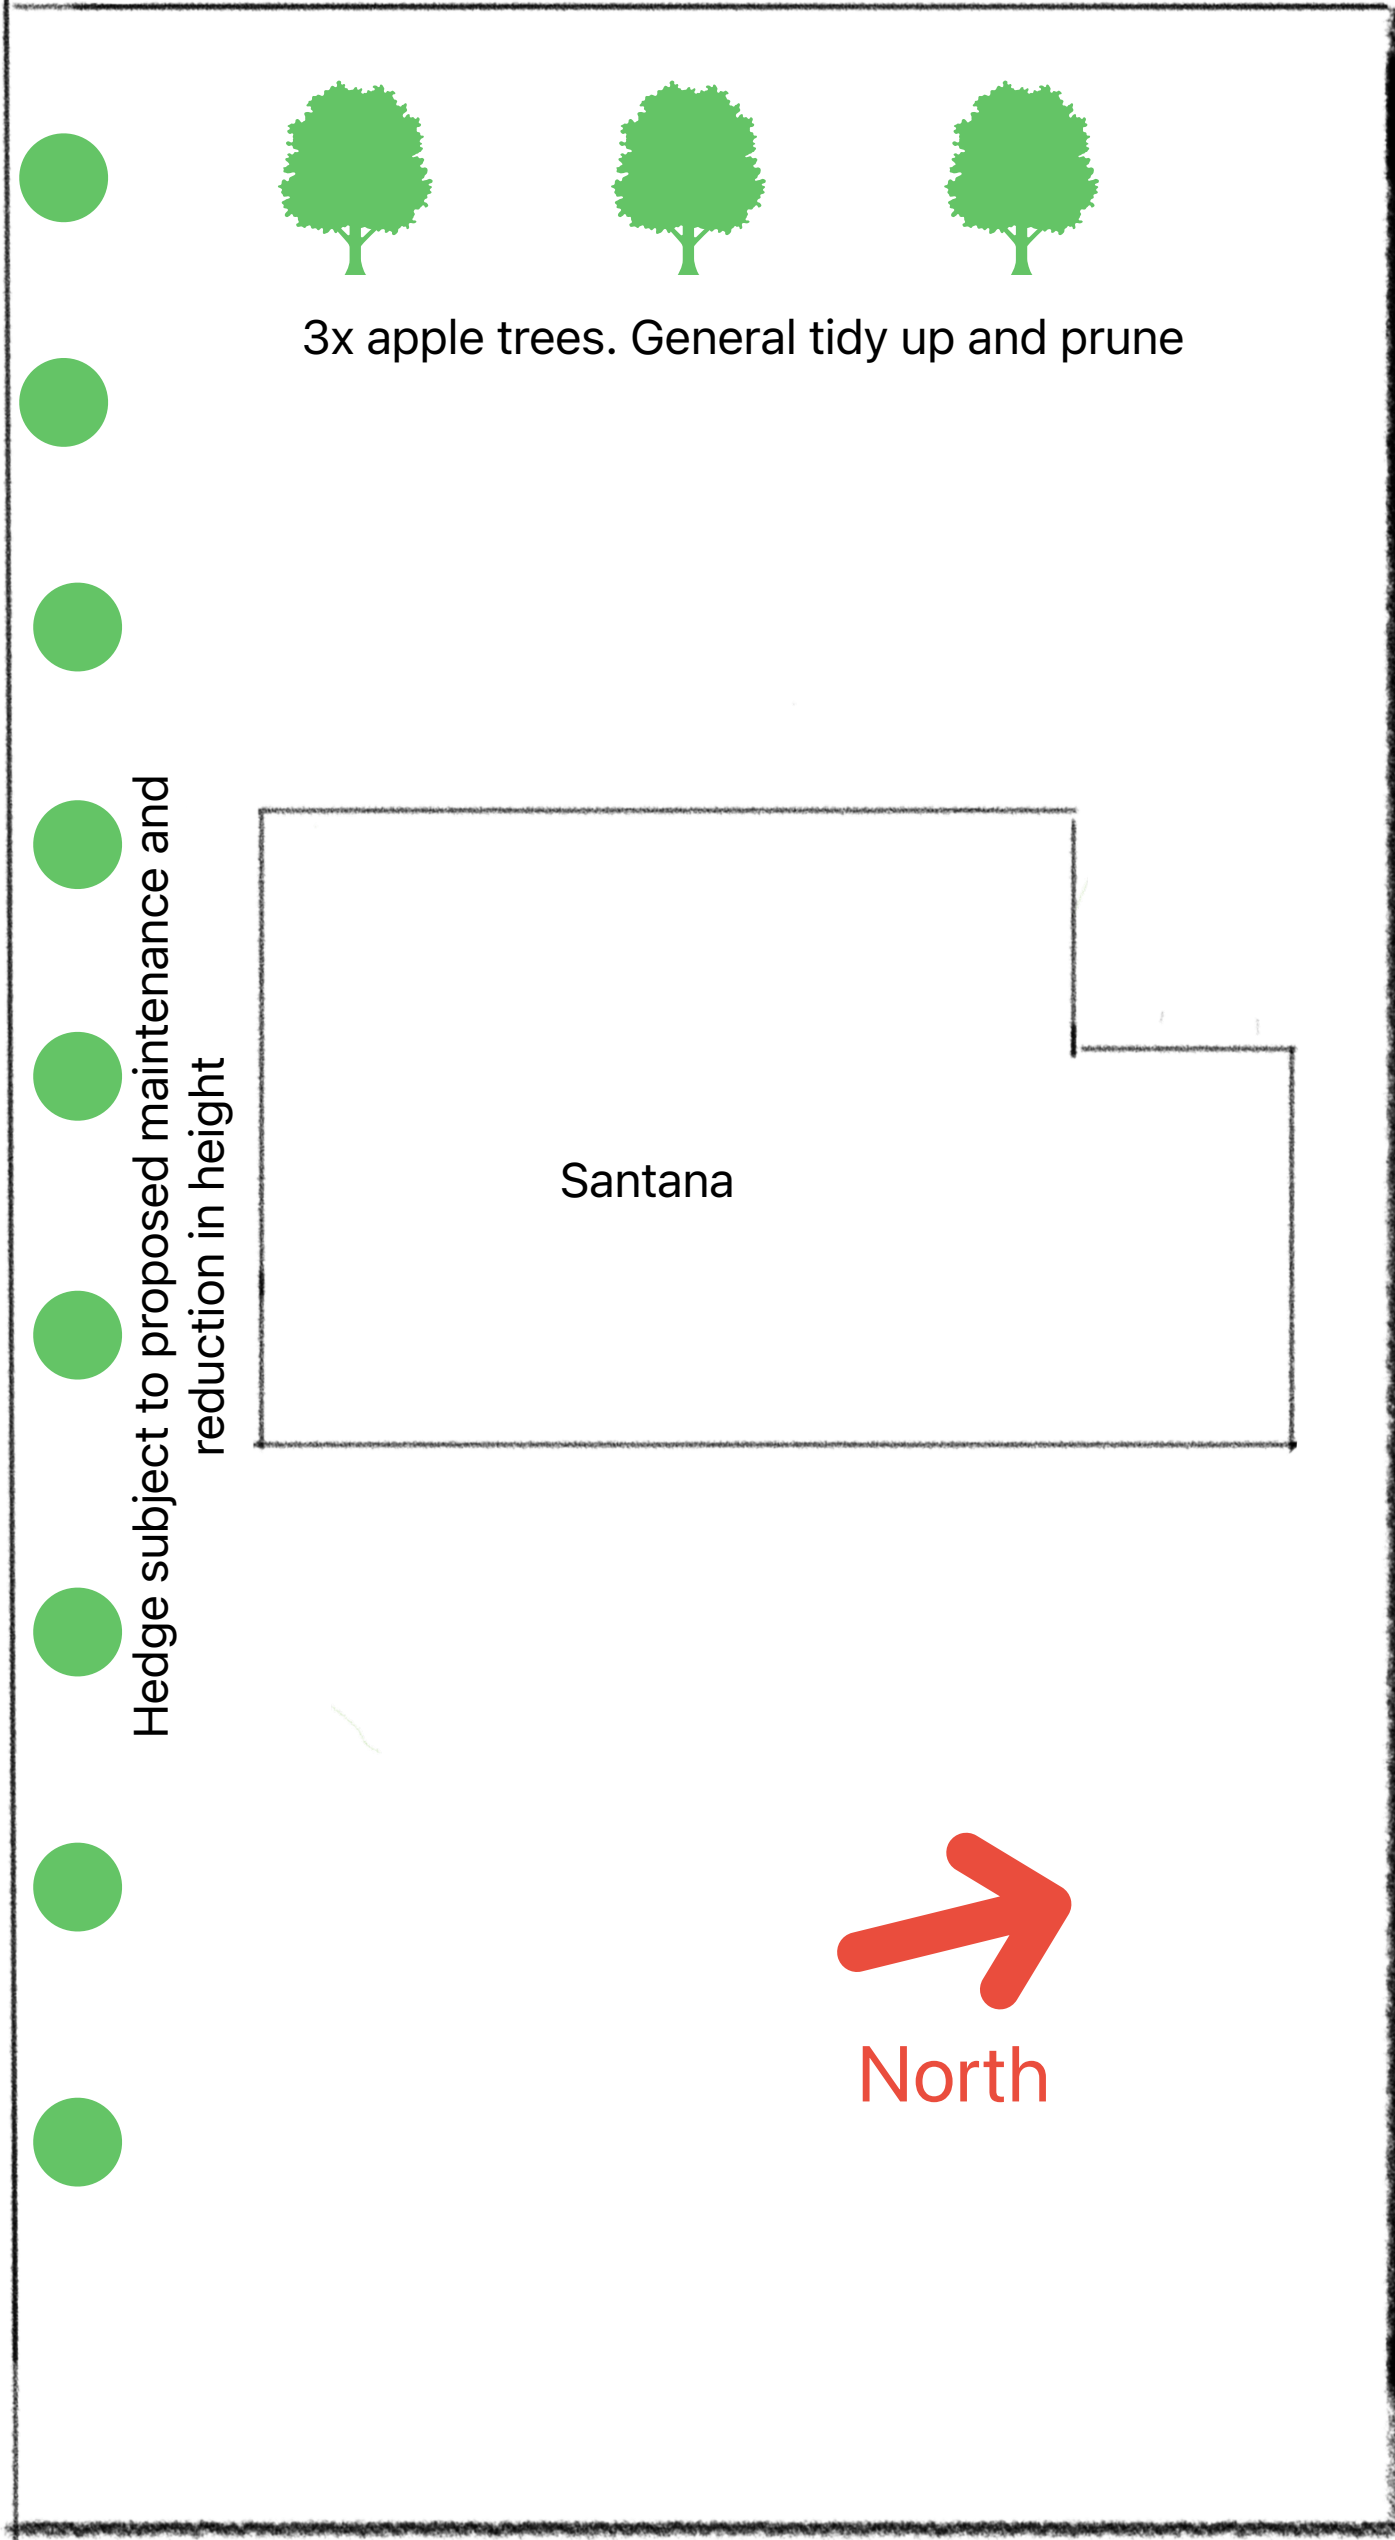 3x apple trees. General tidy up and prune
Hedge subject to proposed maintenance and
reduction in height
Santana
North